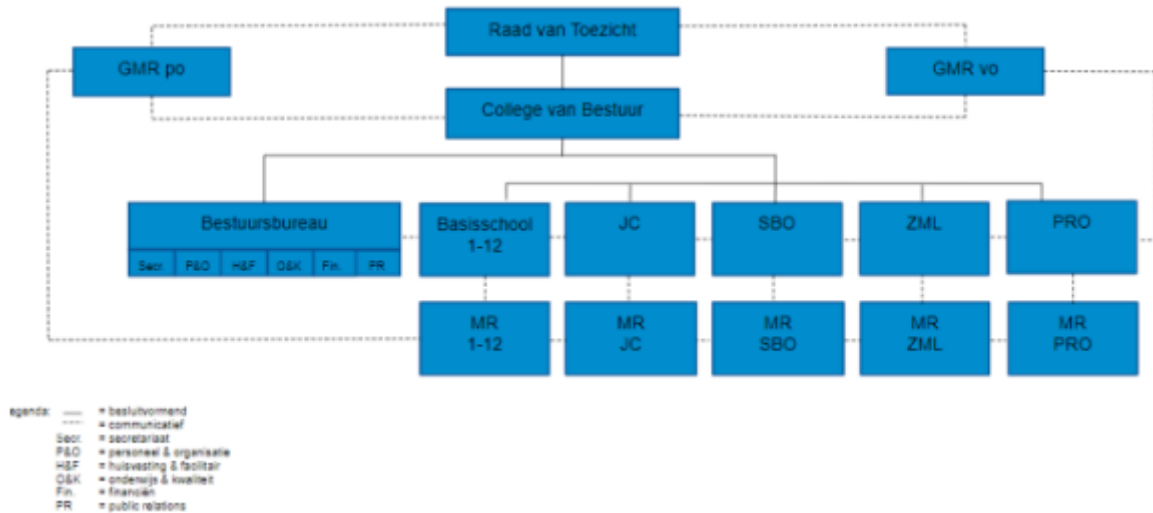 Raad van Toezicht
GMR po
GMR vo
College van Bestuur
Bestuursbureau
Secr. P&O H&F O&K Fin. PR
Basisschool
1-12
JC
SBO
ZML
PRO
MR
1-12
MR
JC
MR
SBO
MR
ZML
MR
PRO
egenda: = besluitvormend
= communicatief
Secr. = secretariaat
P&O = personeel & organisatie
H&F = huisvesting & facilitair
O&K = onderwijs & kwaliteit
Fin. = financiën
PR = public relations